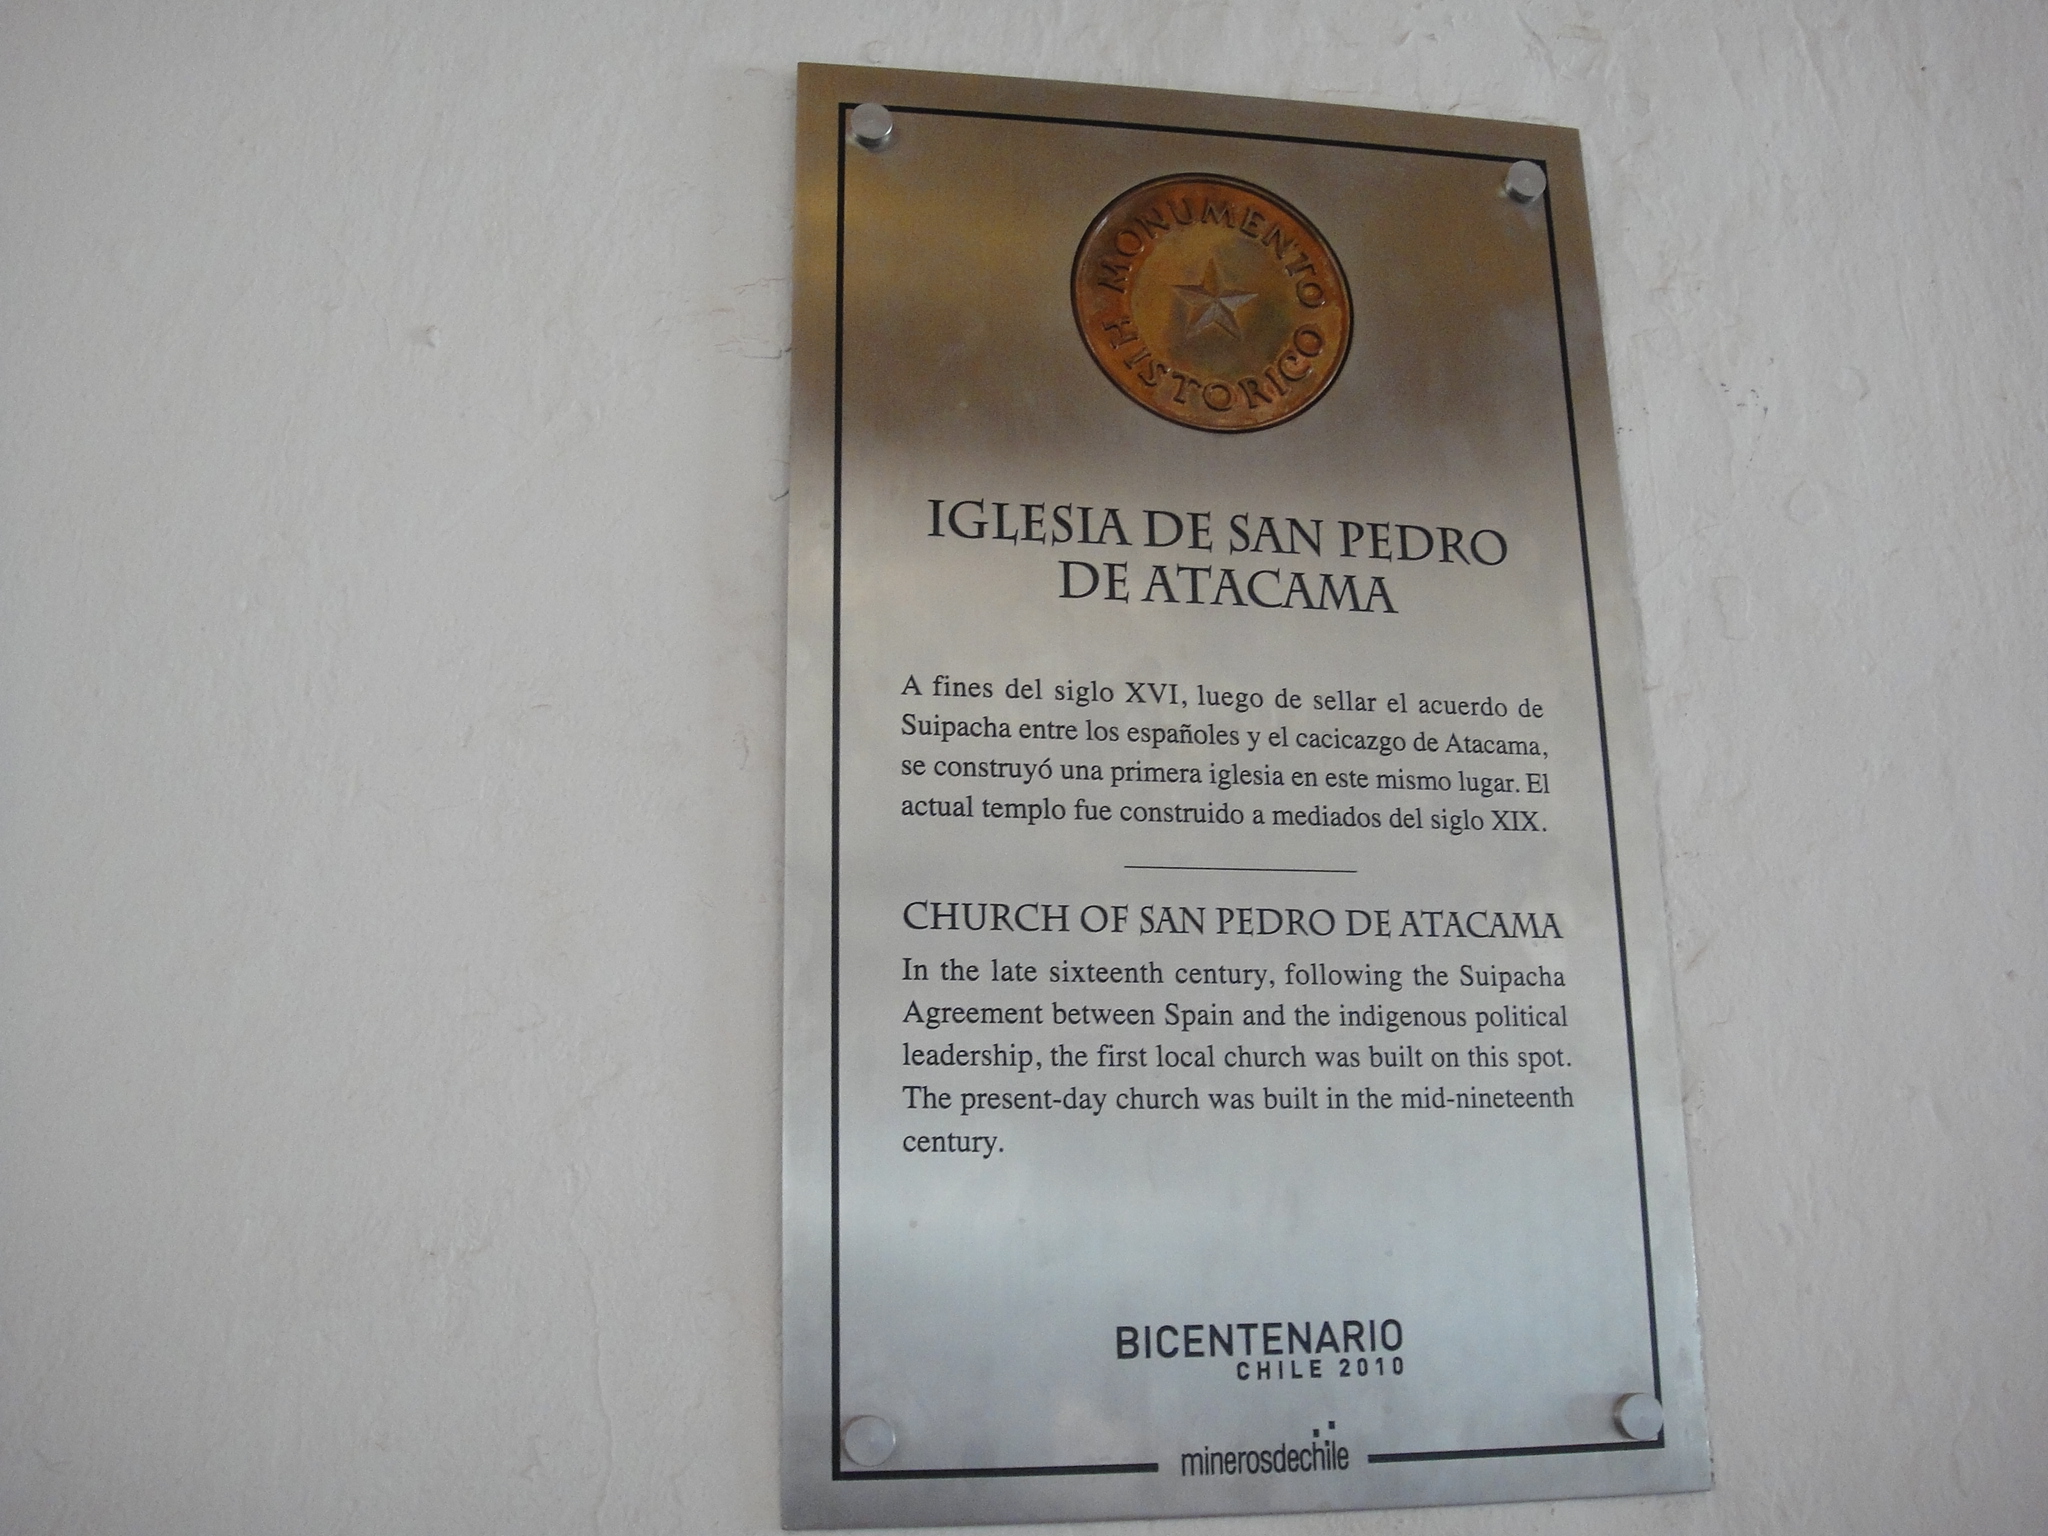 MONUMENTO
HISTORICO
IGLESIA DE SAN PEDRO
DE ATACAMA
A fines del siglo XVI, luego de sellar el acuerdo de
Suipacha entre los españoles y el cacicazgo de Atacama,
se construyó una primera iglesia en este mismo lugar. El
actual templo fue construido a mediados del siglo XIX.
CHURCH OF SAN PEDRO DE ATACAMA
In the late sixteenth century, following the Suipacha
Agreement between Spain and the indigenous political
leadership, the first local church was built on this spot.
The present-day church was built in the mid-nineteenth
century.
BICENTENARIO
CHILE 2010
minerosdechile